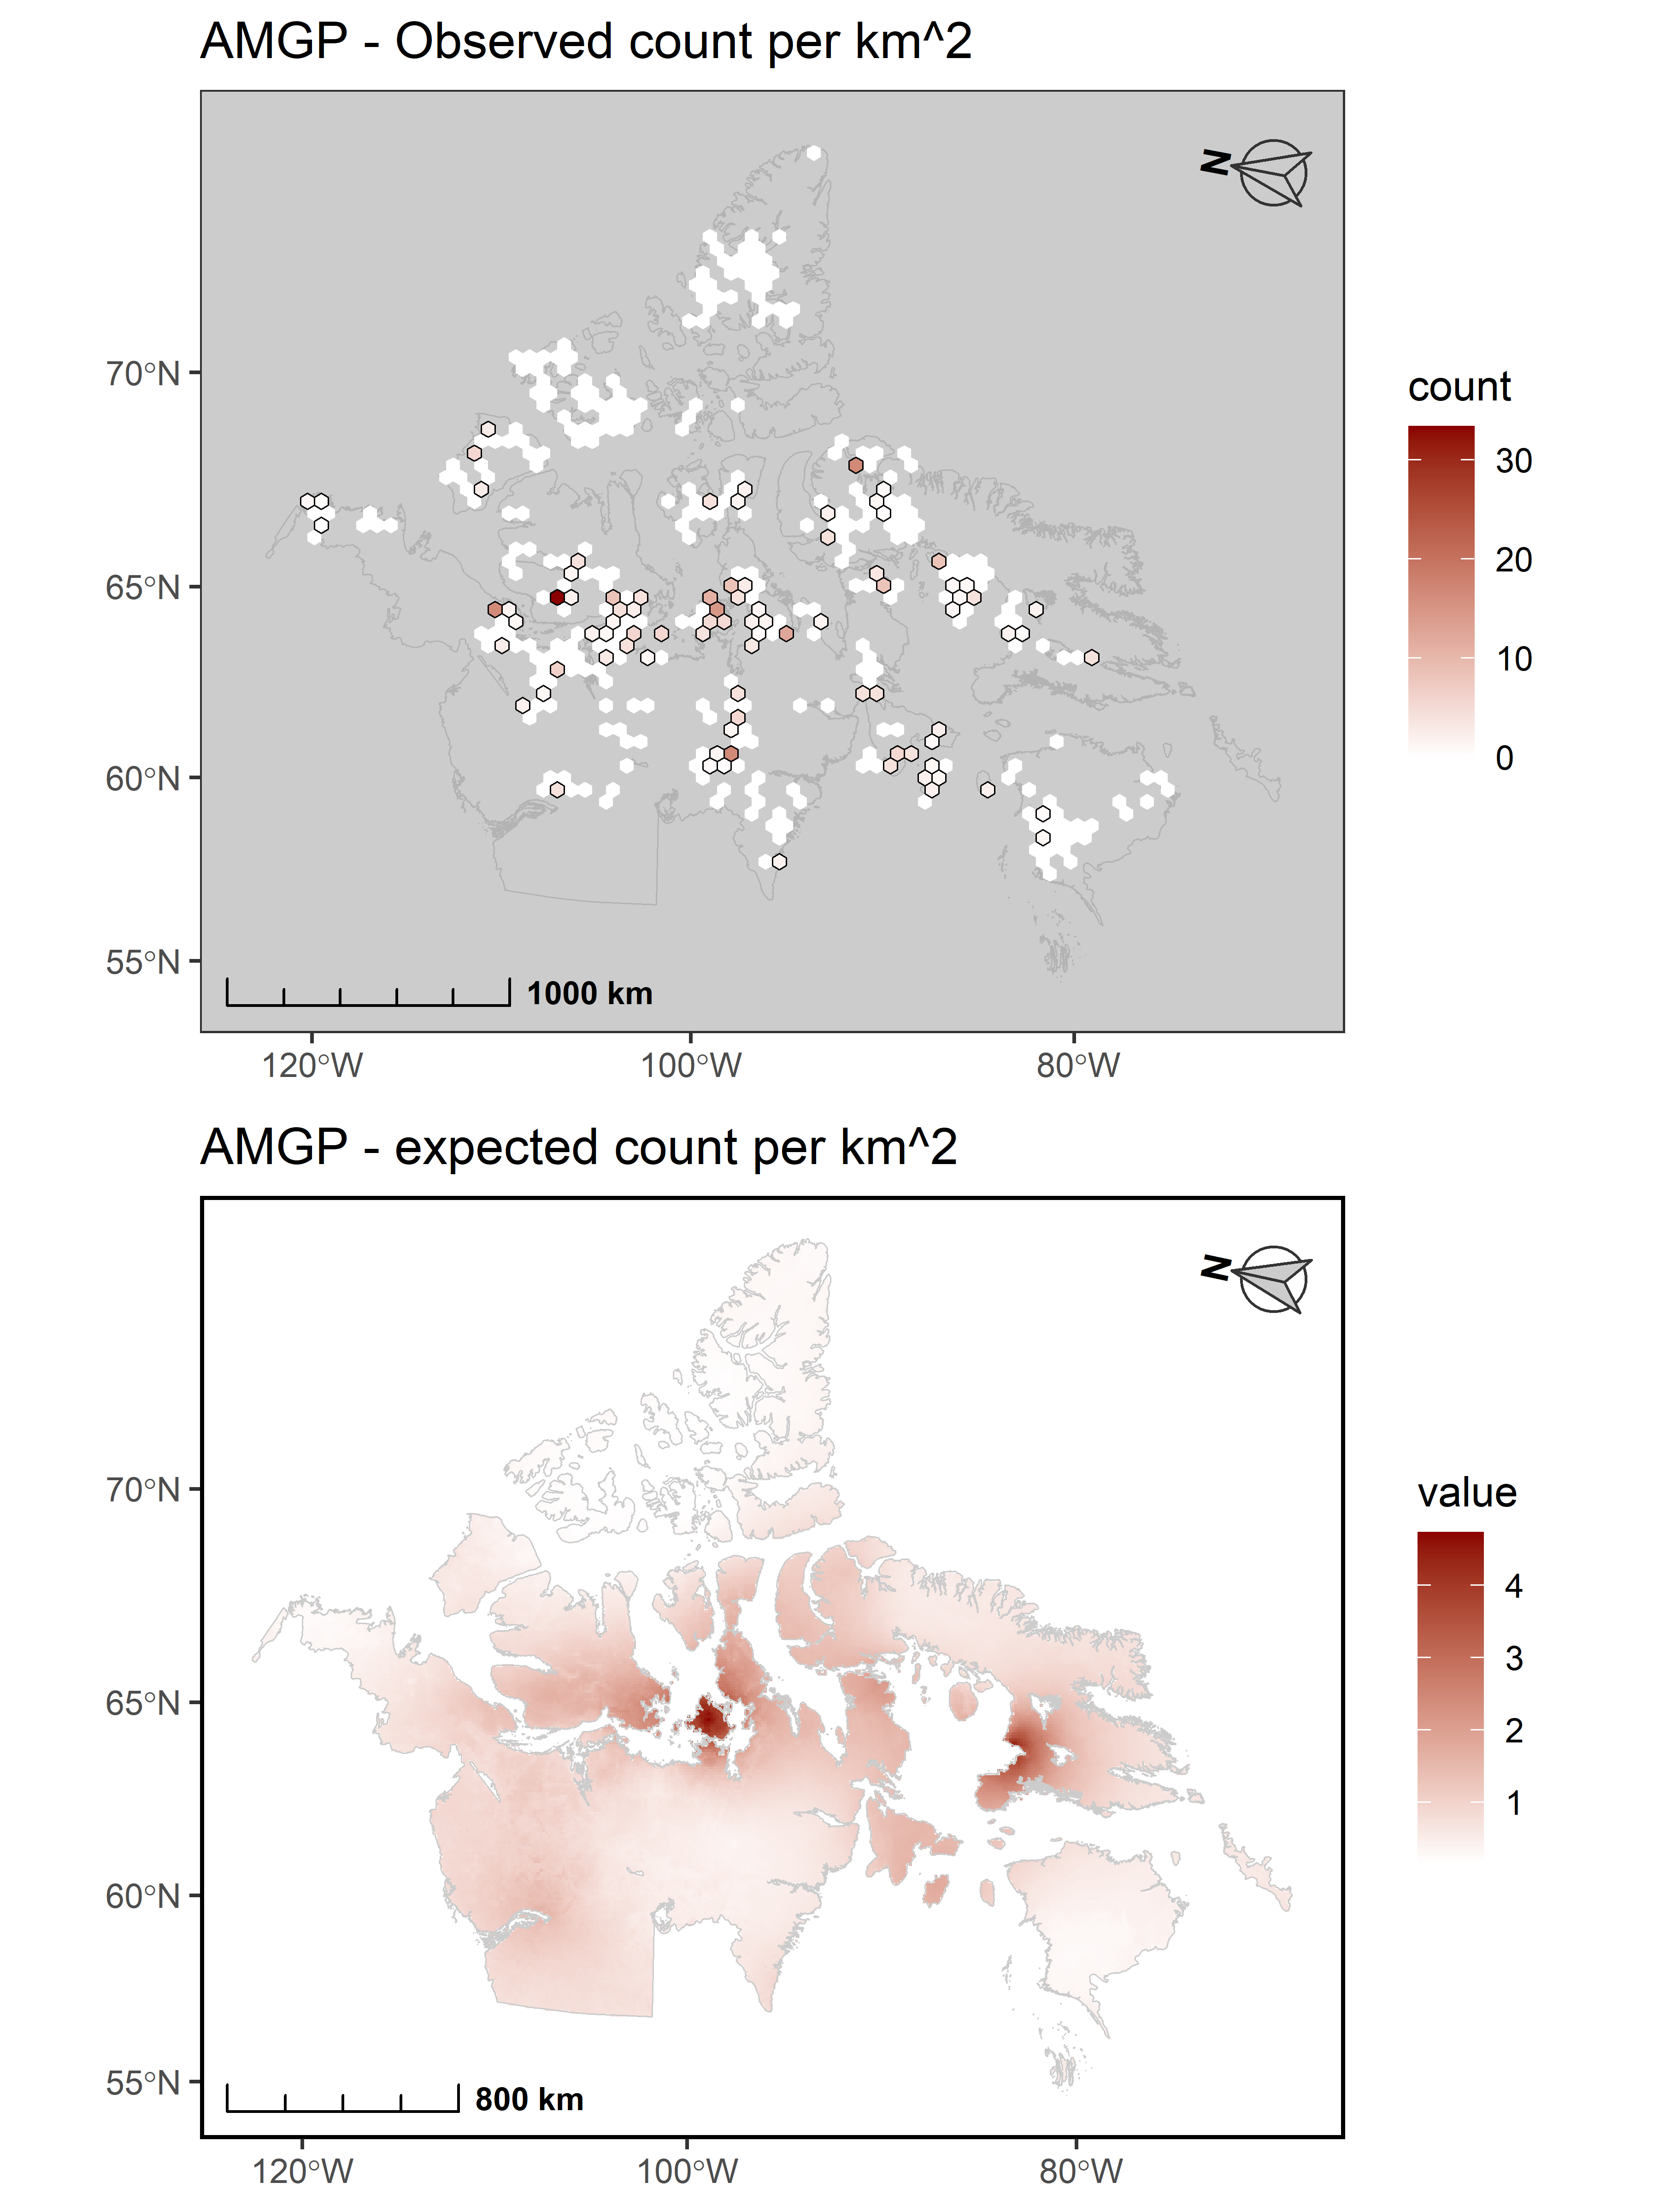 AMGP - Observed count per km^2
N
70°N
65°N
60°N
55°N
1000 km
120°W
100°W
80°W
count
30
20
10
0
AMGP - expected count per km^2
N
70°N
65°N
60°N
55°N
800 km
120°W
100°W
80°W
value
4
3
2
1